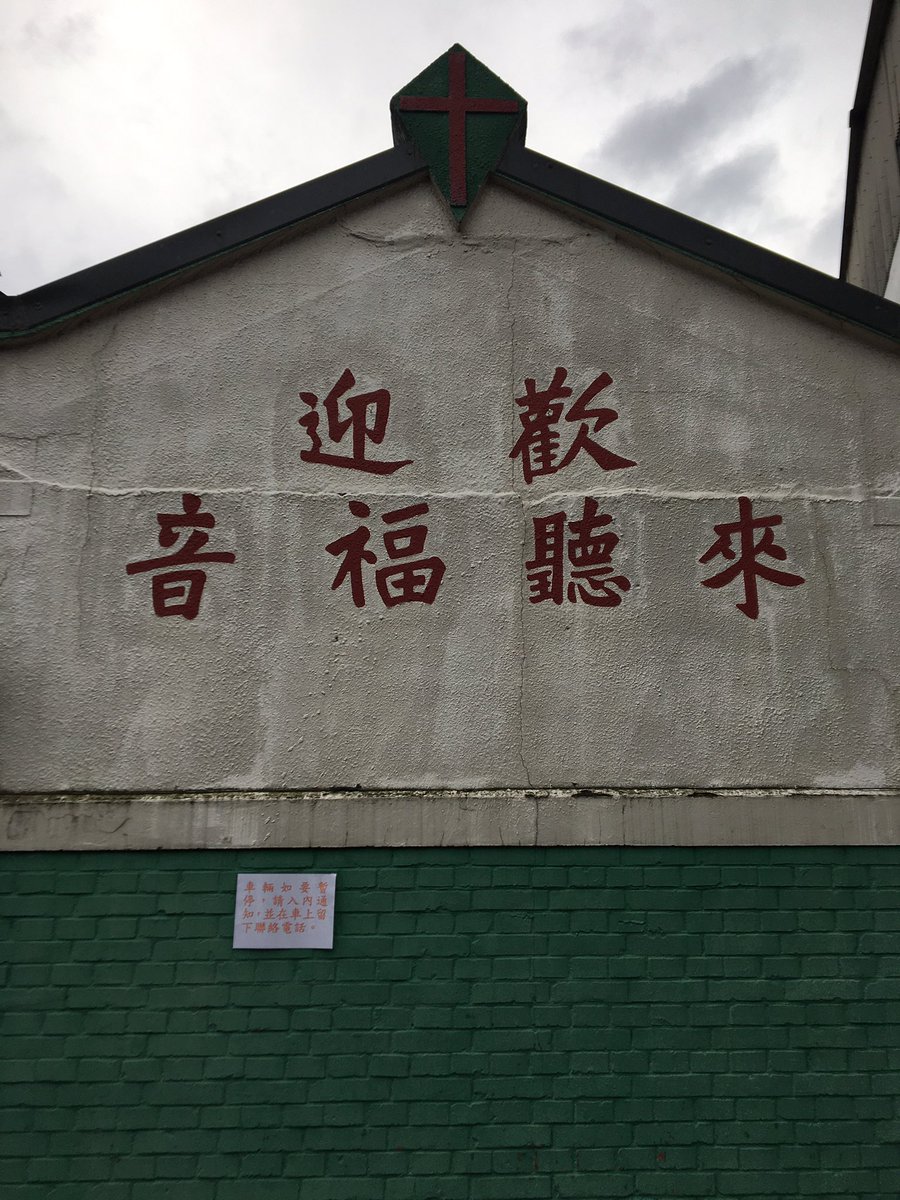 歡迎
來聽福音
車輛如要暫
停，請入內通
知，並在車上留
下聯絡電話。